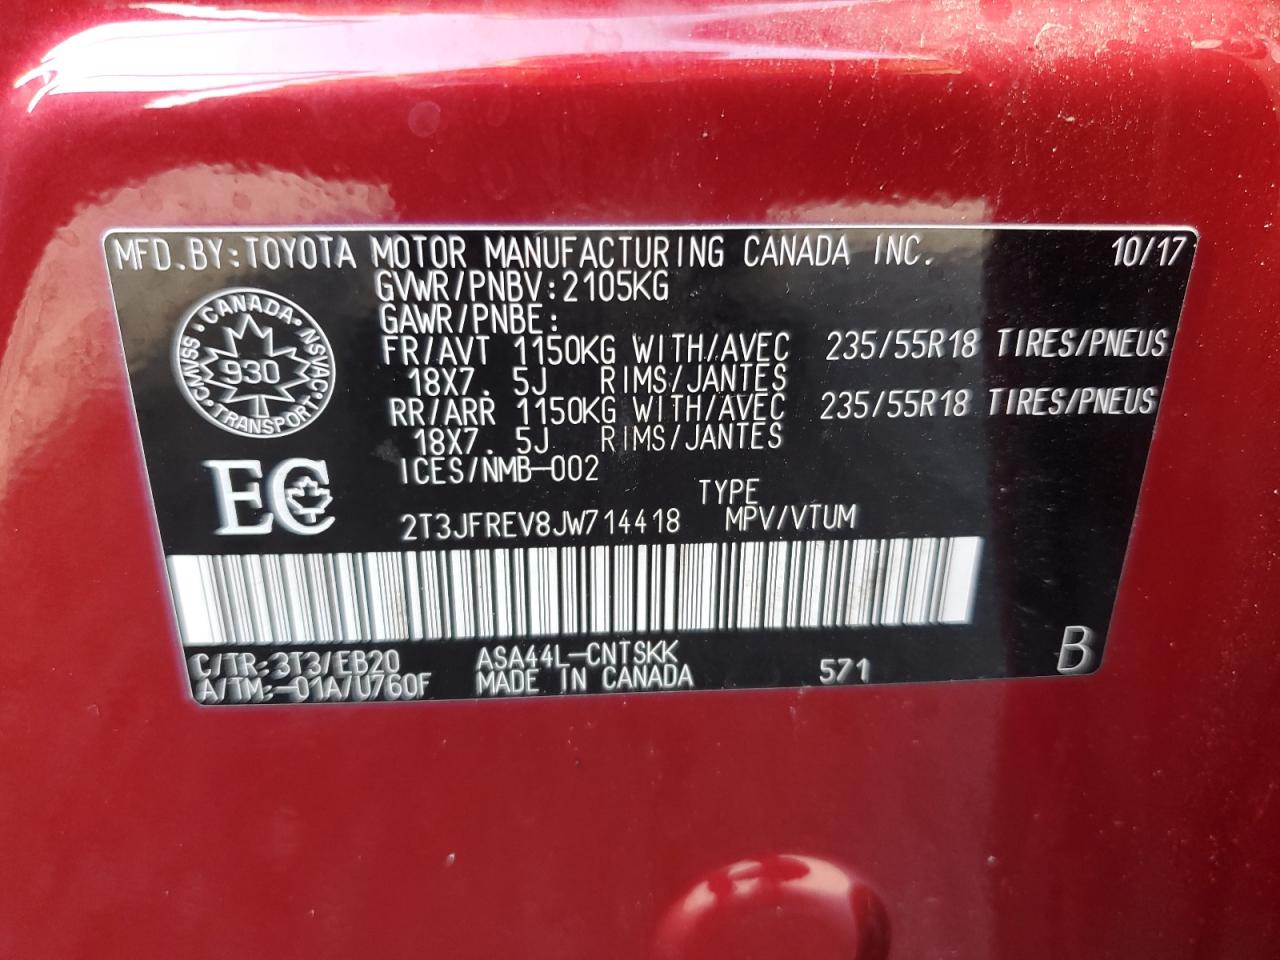 MFD.BY:TOYOTA MOTOR MANUFACTURING CANADA INC. 10/17
GVWR/PNBV:2105KG
GAWR/PNBE:
FR/AVT 1150KG WITH/AVEC 235/55R18 TIRES/PNEUS
18X7. 5J RIMS/JANTES
RR/ARR 1150KG WITH/AVEC 235/55R18 TIRES/PNEUS
18X7. 5J RIMS/JANTES
ICES/NMB-002
CANADA · NSVAC ·
TRANSPORT · CMVSS ·
930
EC
TYPE
2T3JFREV8JW714418 MPV/VTUM
C/TR:3T3/EB20 ASA44L-CNTSKK 571 B
A/TM:-01A/U760F MADE IN CANADA